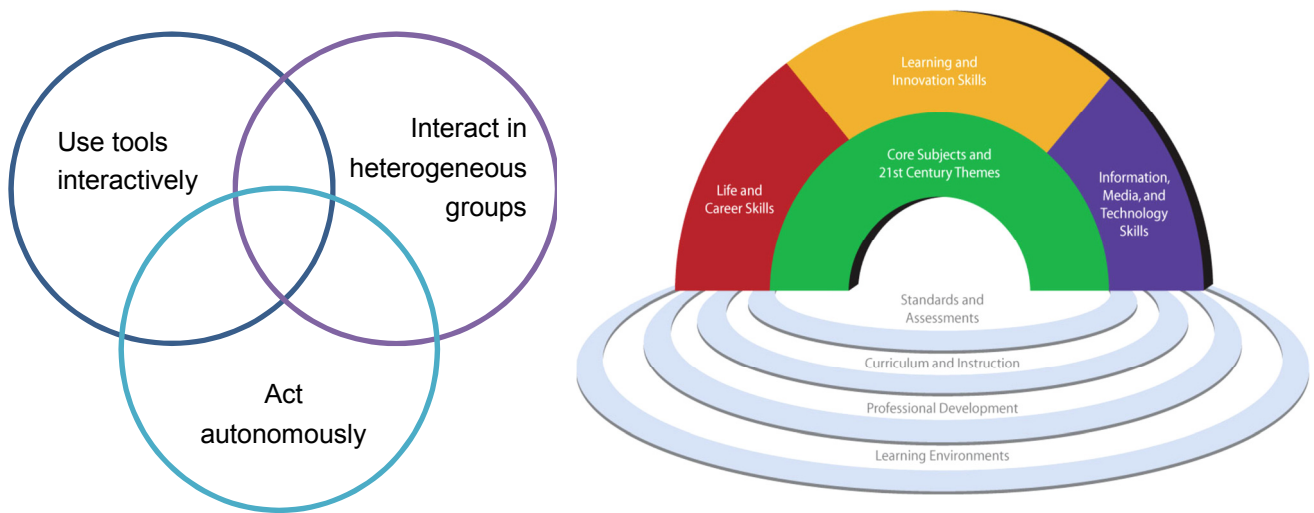 Use tools
interactively
Interact in
heterogeneous
groups
Act
autonomously
Learning and
Innovation Skills
Core Subjects and
21st Century Themes
Life and
Career Skills
Information,
Media, and
Technology
Skills
Standards and
Assessments
Curriculum and Instruction
Professional Development
Learning Environments